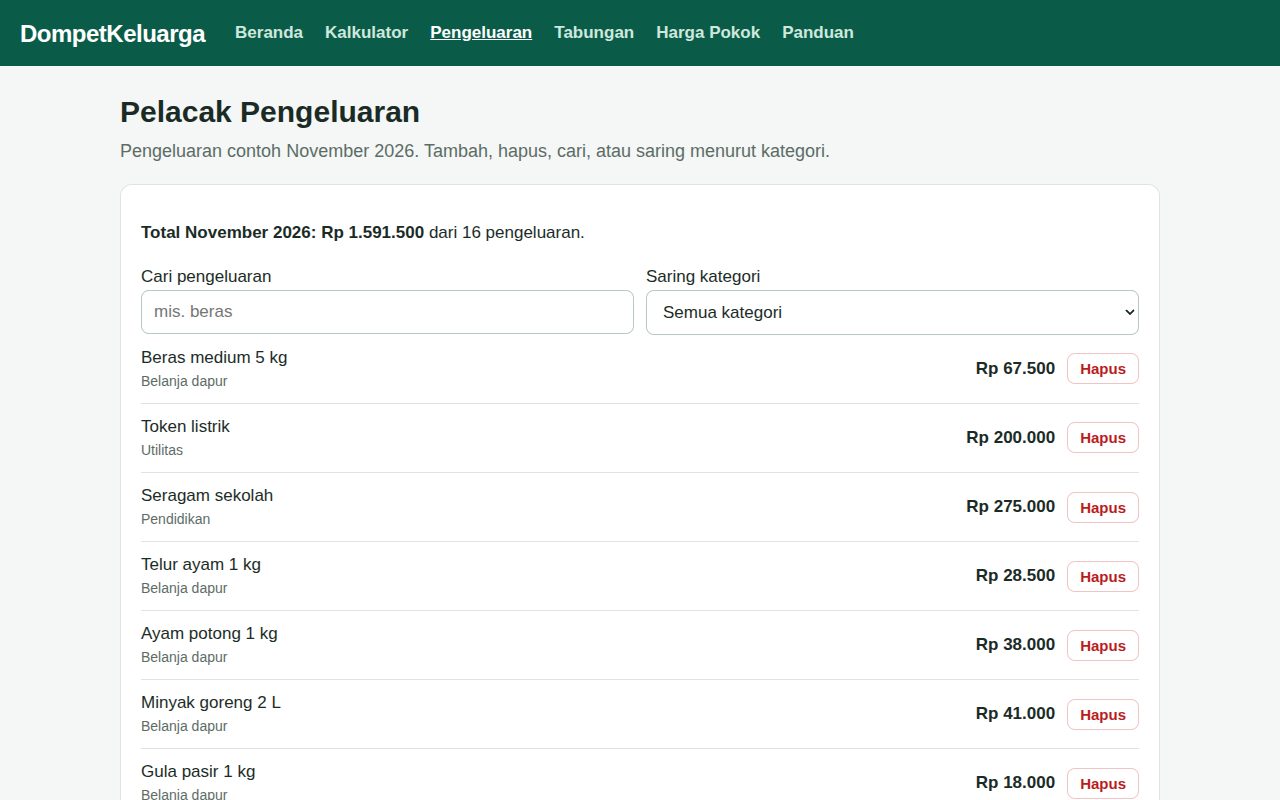 DompetKeluarga Beranda Kalkulator Pengeluaran Tabungan Harga Pokok Panduan
Pelacak Pengeluaran
Pengeluaran contoh November 2026. Tambah, hapus, cari, atau saring menurut kategori.
Total November 2026: Rp 1.591.500 dari 16 pengeluaran.
Cari pengeluaran
mis. beras
Saring kategori
Semua kategori
Beras medium 5 kg
Belanja dapur
Rp 67.500 Hapus
Token listrik
Utilitas
Rp 200.000 Hapus
Seragam sekolah
Pendidikan
Rp 275.000 Hapus
Telur ayam 1 kg
Belanja dapur
Rp 28.500 Hapus
Ayam potong 1 kg
Belanja dapur
Rp 38.000 Hapus
Minyak goreng 2 L
Belanja dapur
Rp 41.000 Hapus
Gula pasir 1 kg
Belanja dapur
Rp 18.000 Hapus